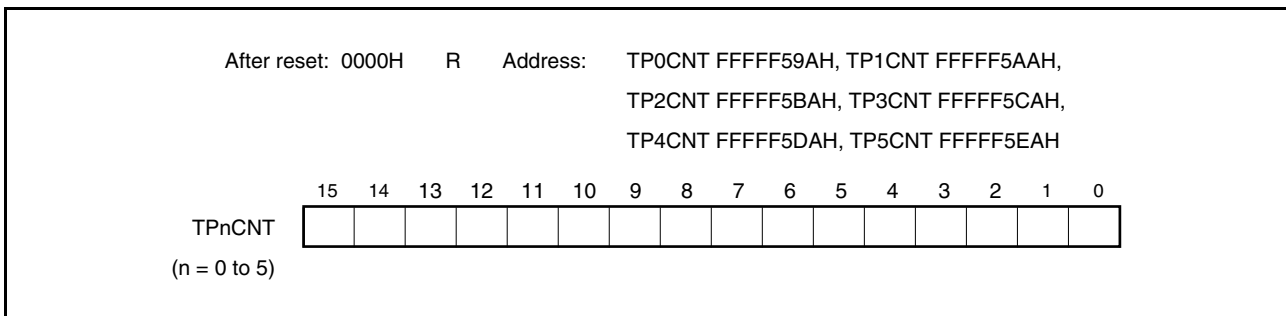 After reset: 0000H R Address: TP0CNT FFFFF59AH, TP1CNT FFFFF5AAH,
TP2CNT FFFFF5BAH, TP3CNT FFFFF5CAH,
TP4CNT FFFFF5DAH, TP5CNT FFFFF5EAH
15 14 13 12 11 10 9 8 7 6 5 4 3 2 1 0
TPnCNT
(n = 0 to 5)